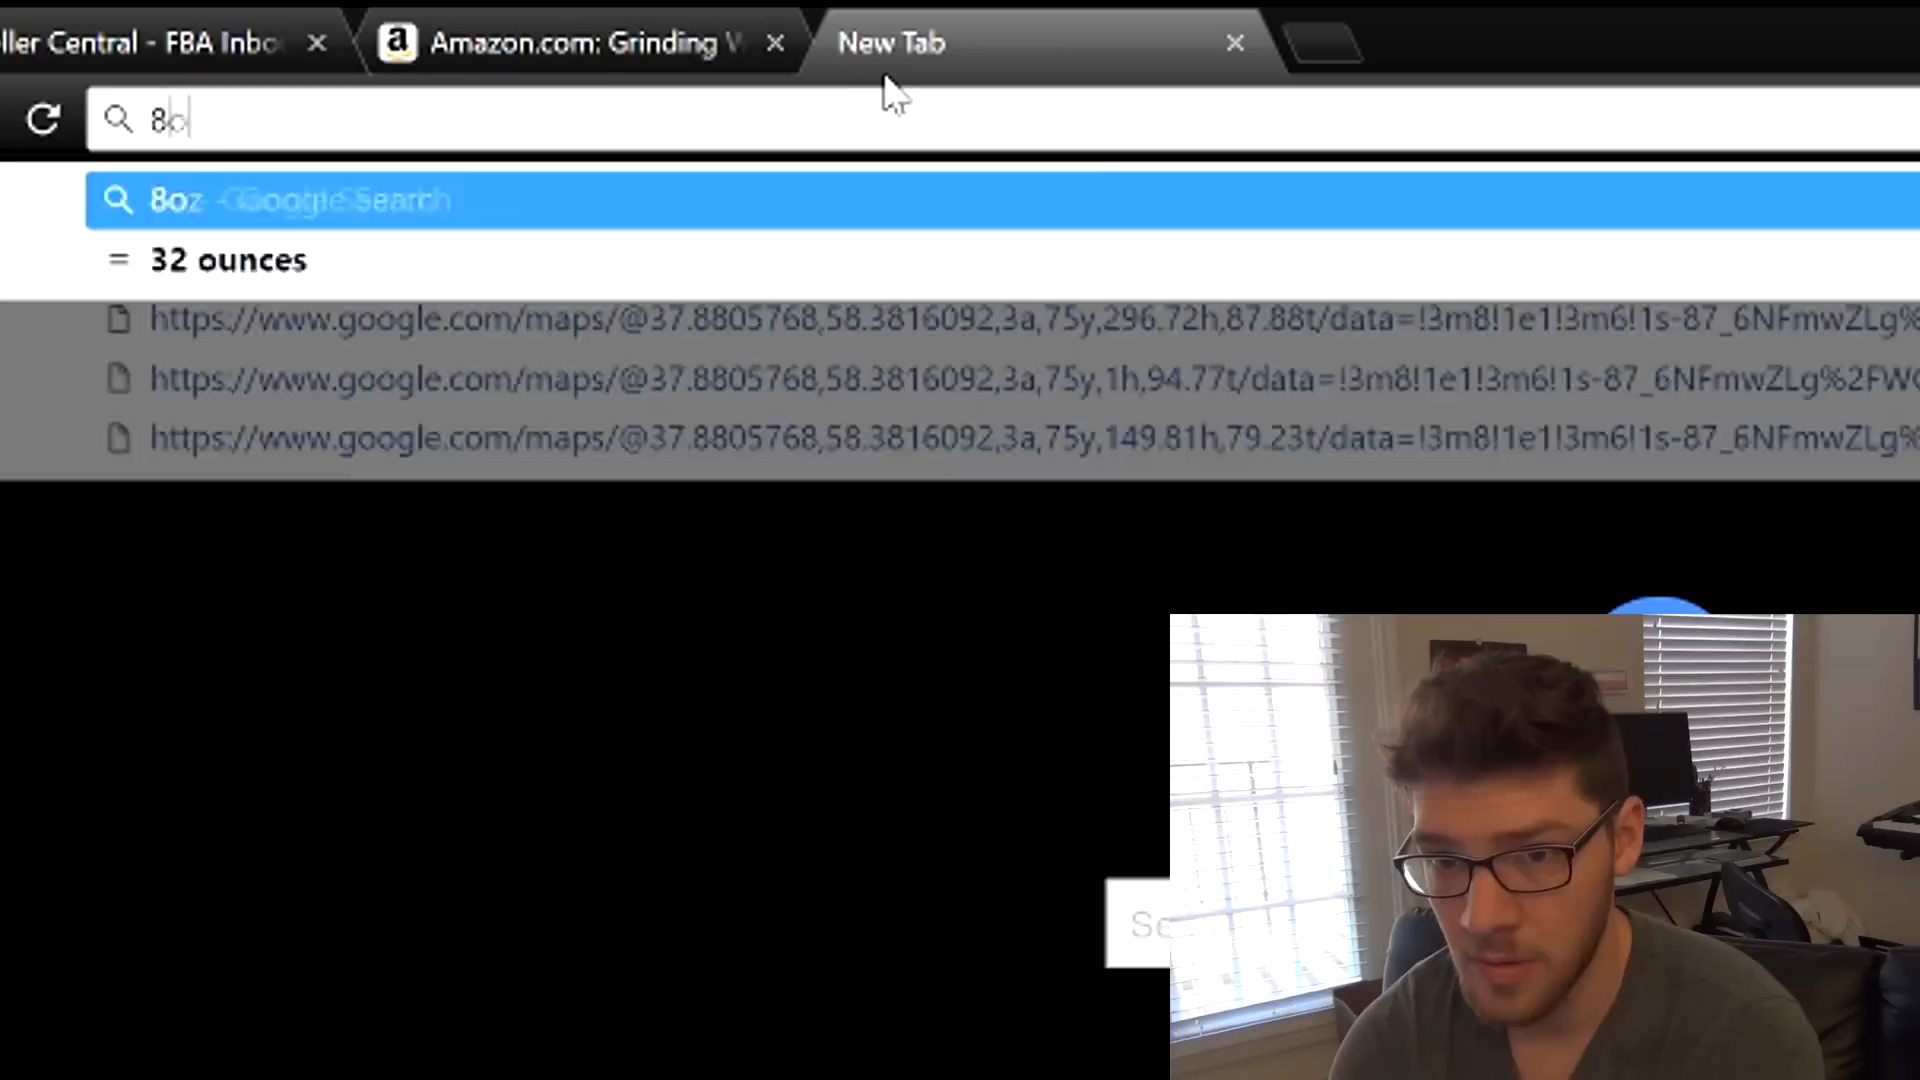 ller Central - FBA Inbo
Amazon.com: Grinding W
New Tab
8o
8oz - Google Search
= 32 ounces
https://www.google.com/maps/@37.8805768,58.3816092,3a,75y,296.72h,87.88t/data=!3m8!1e1!3m6!1s-87_6NFmwZLg%
https://www.google.com/maps/@37.8805768,58.3816092,3a,75y,1h,94.77t/data=!3m8!1e1!3m6!1s-87_6NFmwZLg%2FW
https://www.google.com/maps/@37.8805768,58.3816092,3a,75y,149.81h,79.23t/data=!3m8!1e1!3m6!1s-87_6NFmwZLg%
Se